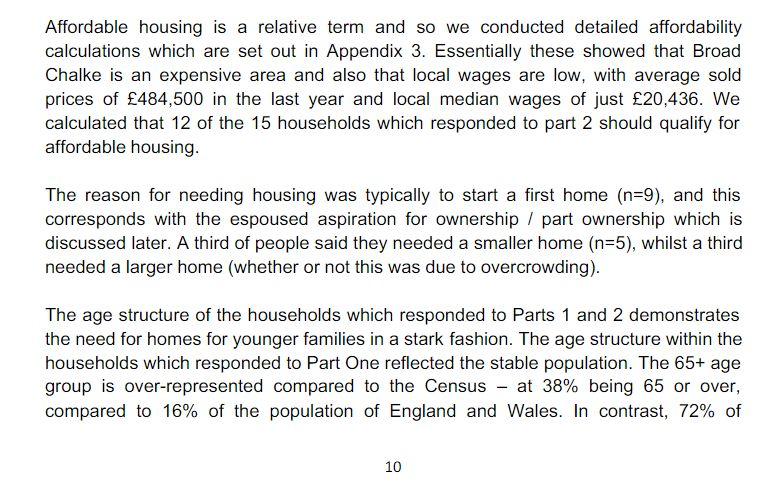 Affordable housing is a relative term and so we conducted detailed affordability
calculations which are set out in Appendix 3. Essentially these showed that Broad
Chalke is an expensive area and also that local wages are low, with average sold
prices of £484,500 in the last year and local median wages of just £20,436. We
calculated that 12 of the 15 households which responded to part 2 should qualify for
affordable housing.
The reason for needing housing was typically to start a first home (n=9), and this
corresponds with the espoused aspiration for ownership / part ownership which is
discussed later. A third of people said they needed a smaller home (n=5), whilst a third
needed a larger home (whether or not this was due to overcrowding).
The age structure of the households which responded to Parts 1 and 2 demonstrates
the need for homes for younger families in a stark fashion. The age structure within the
households which responded to Part One reflected the stable population. The 65+ age
group is over-represented compared to the Census – at 38% being 65 or over,
compared to 16% of the population of England and Wales. In contrast, 72% of
10